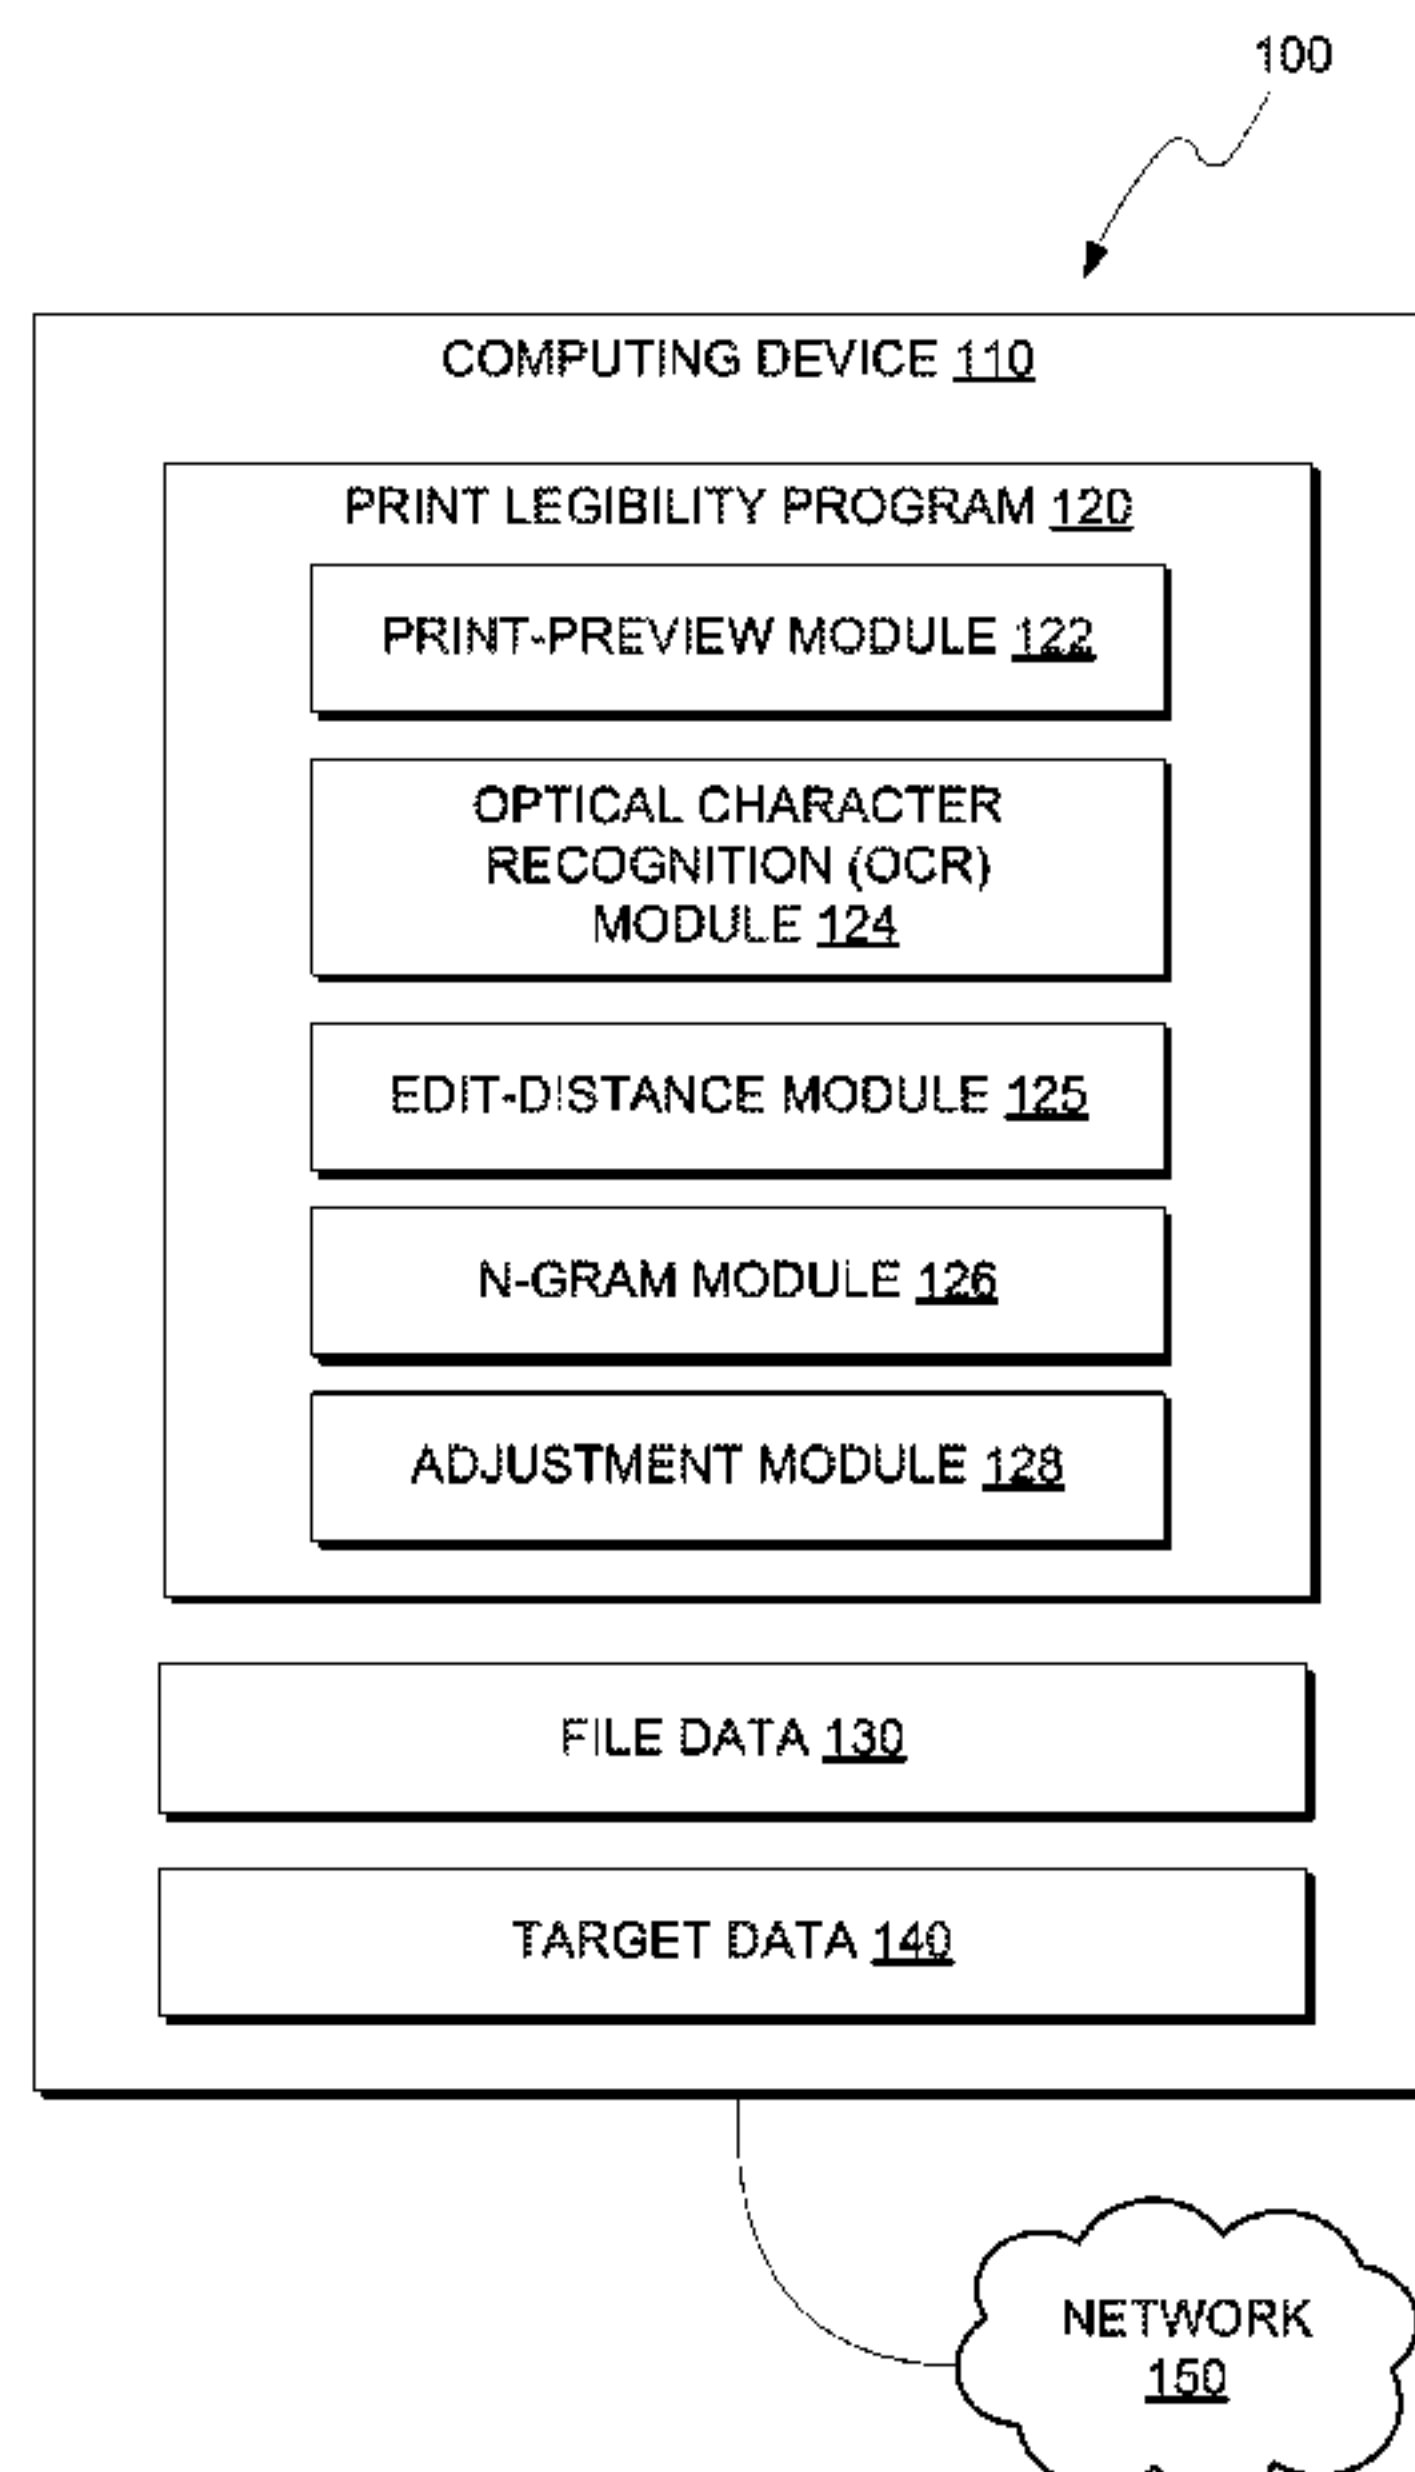 100
COMPUTING DEVICE 110
PRINT LEGIBILITY PROGRAM 120
PRINT-PREVIEW MODULE 122
OPTICAL CHARACTER
RECOGNITION (OCR)
MODULE 124
EDIT-DISTANCE MODULE 125
N-GRAM MODULE 126
ADJUSTMENT MODULE 128
FILE DATA 130
TARGET DATA 140
NETWORK
150